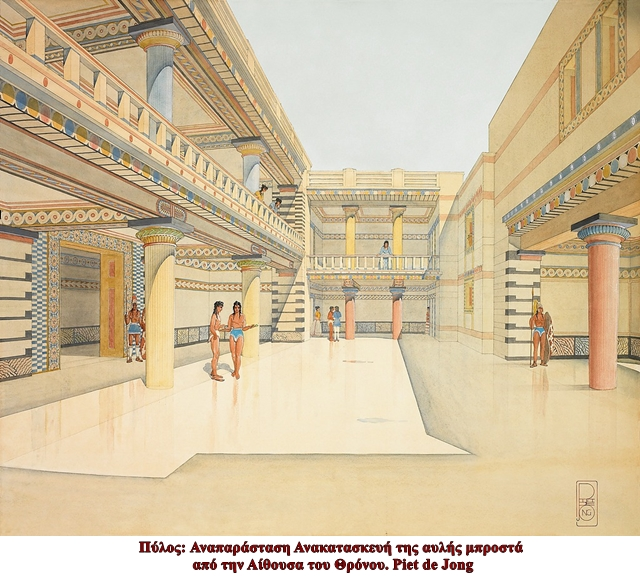 Πύλος: Αναπαράσταση Ανακατασκευή της αυλής μπροστά
από την Αίθουσα του Θρόνου. Piet de Jong